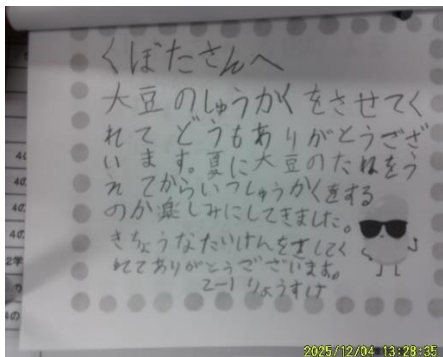 くぼたさんへ
大豆のしゅうかくをさせてく
れてどうもありがとうござ
います。夏に大豆のたねをう
えてからいつしゅうかくをする
のか楽しみにしてきました。
きちょうなたいけんをさしてく
れてありがとうございます。
2-1 りょうすけ
2025/12/04 13:28:35